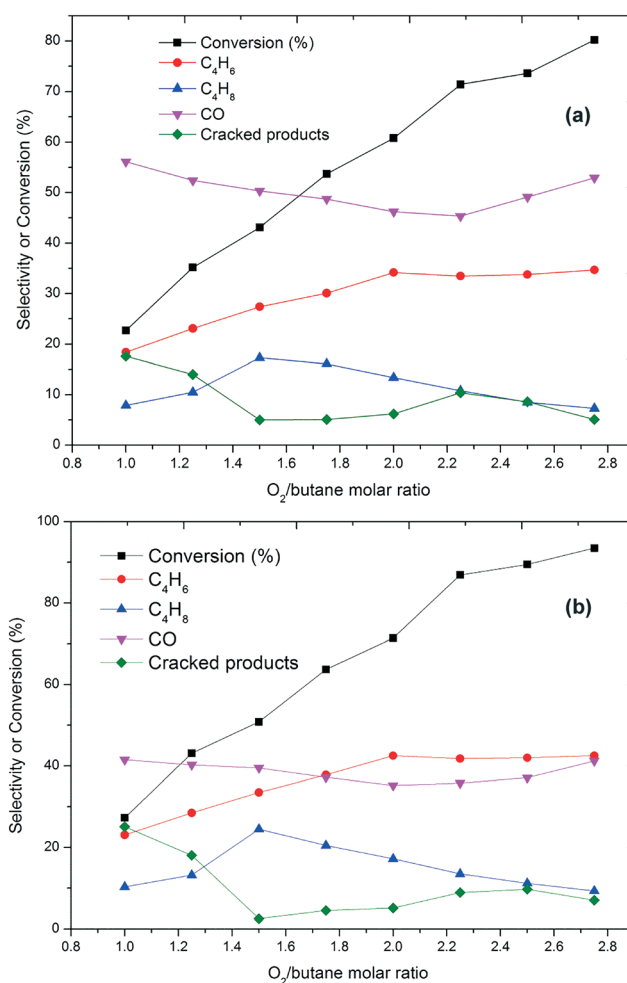 Conversion (%)
C₄H₆
C₄H₈
CO
Cracked products
(a)
Selectivity or Conversion (%)
80
70
60
50
40
30
20
10
0
0.8 1.0 1.2 1.4 1.6 1.8 2.0 2.2 2.4 2.6 2.8
O₂/butane molar ratio
Conversion (%)
C₄H₆
C₄H₈
CO
Cracked products
(b)
Selectivity or Conversion (%)
100
80
60
40
20
0
0.8 1.0 1.2 1.4 1.6 1.8 2.0 2.2 2.4 2.6 2.8
O₂/butane molar ratio